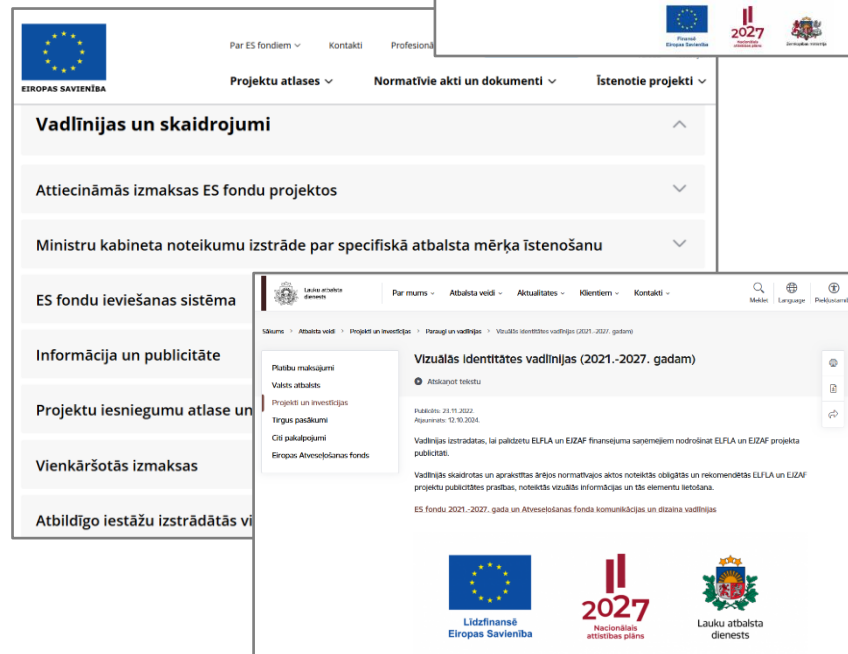 Finansē
Eiropas Savienība
2027
Nacionālais
attīstības plāns
Zemkopības ministrija
EIROPAS SAVIENĪBA
Par ES fondiem
Kontakti
Projektu atlases
Normatīvie akti un dokumenti
Īstenotie projekti
Vadlīnijas un skaidrojumi
Attiecināmās izmaksas ES fondu projektos
Ministru kabineta noteikumu izstrāde par specifiskā atbalsta mērķa īstenošanu
ES fondu ieviešanas sistēma
Informācija un publicitāte
Projektu iesniegumu atlase un
Vienkāršotās izmaksas
Atbildīgo iestāžu izstrādātās
Lauku atbalsta
dienests
Par mums
Atbalsta veidi
Aktualitātes
Klientiem
Kontakti
Meklēt
Language
Sākums > Atbalsta veidi > Projekti un investīcijas > Paraugi un vadlīnijas > Vizuālās identitātes vadlīnijas (2021.-2027. gadam)
Platību maksājumi
Valsts atbalsts
Projekti un investīcijas
Tirgus pasākumi
Citi pakalpojumi
Eiropas Atveseļošanas fonds
Vizuālās identitātes vadlīnijas (2021.-2027. gadam)
Atskaņot tekstu
Publicēts: 23.11.2022.
Atjaunināts: 12.10.2024.
Vadlīnijas izstrādātas, lai palīdzētu ELFLA un EJZAF finansējuma saņēmējiem nodrošināt ELFLA un EJZAF projekta
publicitāti.
Vadlīnijās skaidrotas un aprakstītas ārējos normatīvajos aktos noteiktās obligātās un rekomendētās ELFLA un EJZAF
projektu publicitātes prasības, noteiktās vizuālās informācijas un tās elementu lietošana.
ES fondu 2021.-2027. gada un Atveseļošanas fonda komunikācijas un dizaina vadlīnijas
Līdzfinansē
Eiropas Savienība
2027
Nacionālais
attīstības plāns
Lauku atbalsta
dienests